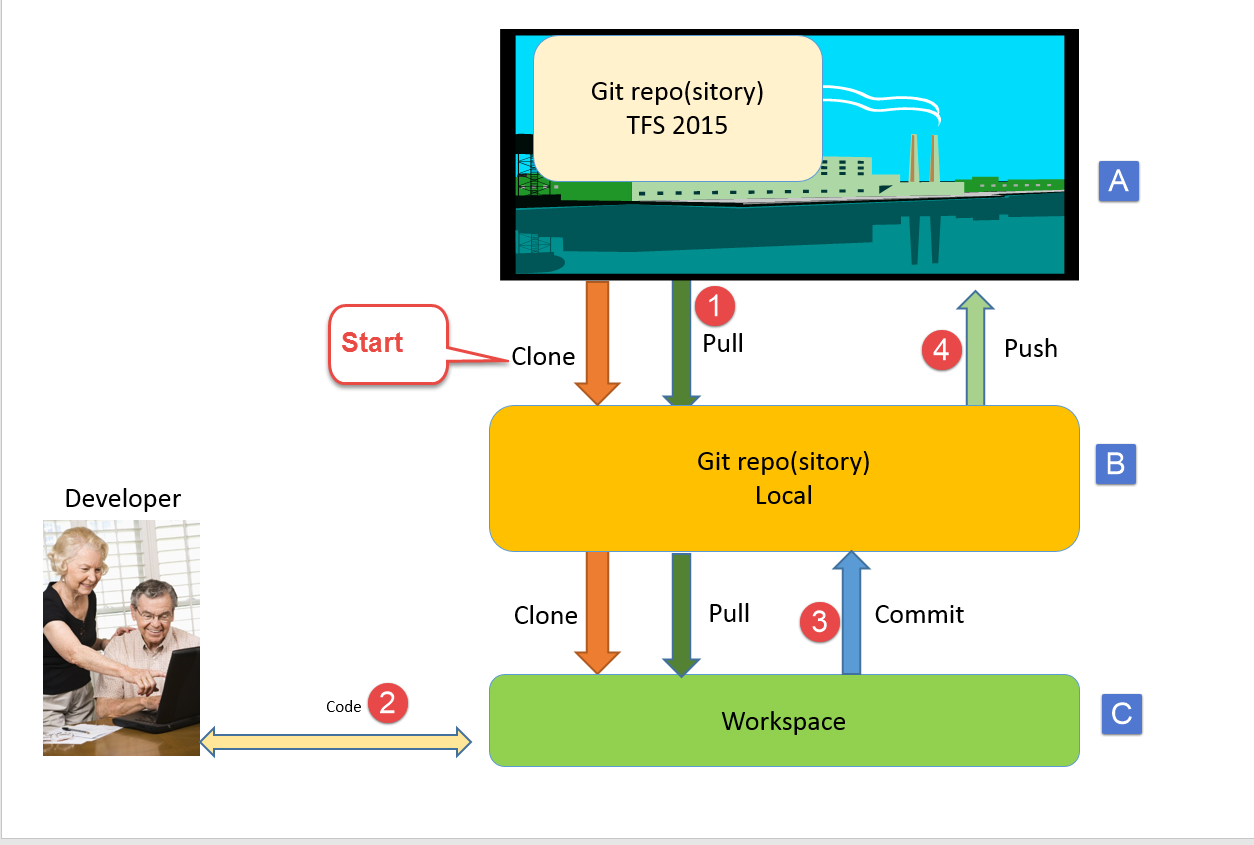 Git repo(sitory)
TFS 2015
A
1
Start
Clone
Pull
4
Push
Git repo(sitory)
Local
B
Developer
Clone
Pull
3
Commit
Code
2
Workspace
C